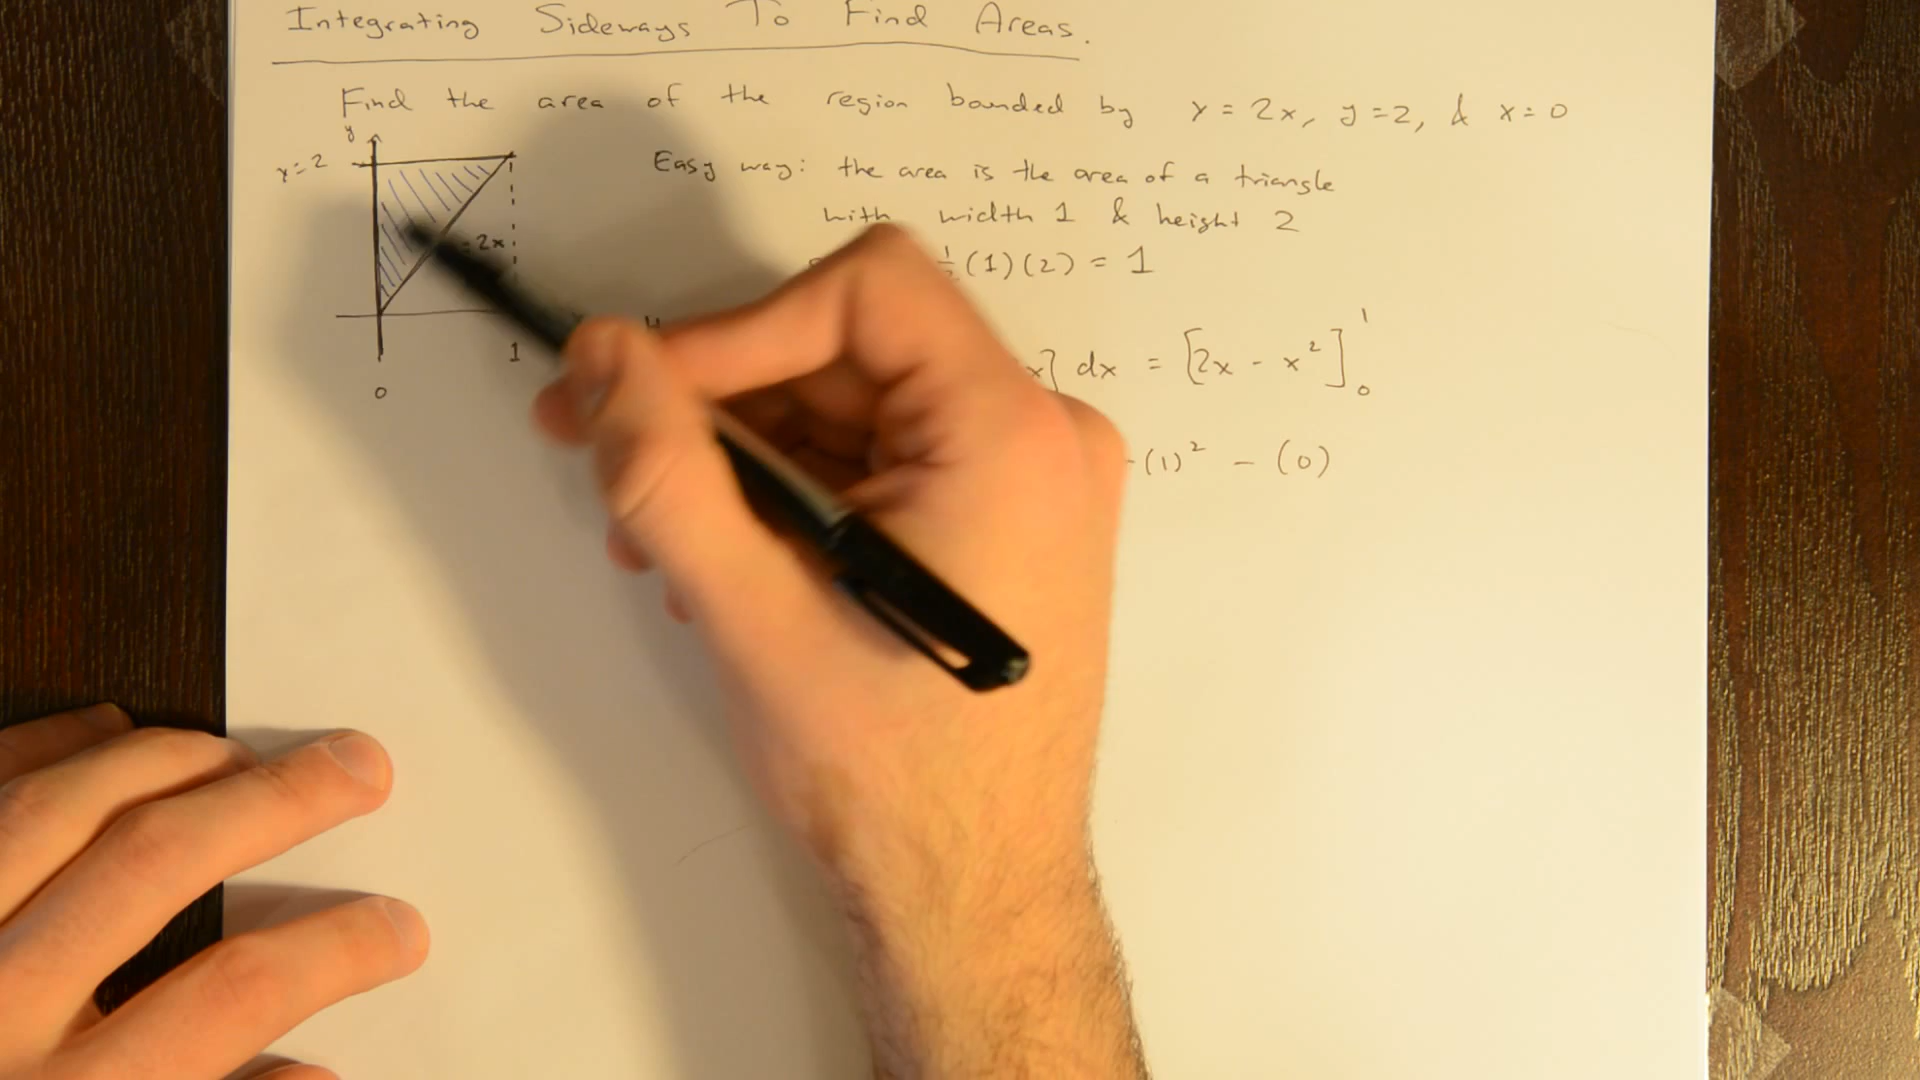 Integrating Sideways To Find Areas.
Find the area of the region bounded by y = 2x, y = 2, & x = 0
y
y = 2
Easy way: the area is the area of a triangle
with width 1 & height 2
= 2x
1/2 (1)(2) = 1
1
0
x] dx = [2x - x²]₀¹
-(1)² - (0)